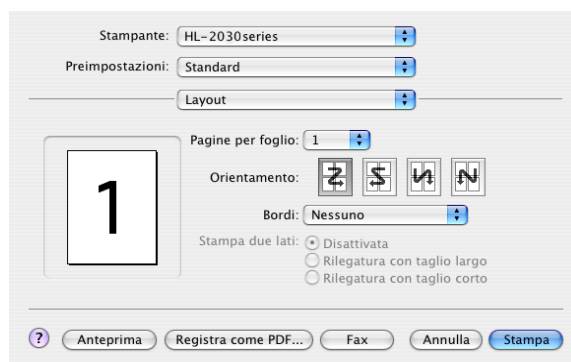 Stampante: HL-2030series
Preimpostazioni: Standard
Layout
Pagine per foglio: 1
1
Orientamento:
Bordi: Nessuno
Stampa due lati: Disattivata
Rilegatura con taglio largo
Rilegatura con taglio corto
? Anteprima Registra come PDF... Fax Annulla Stampa